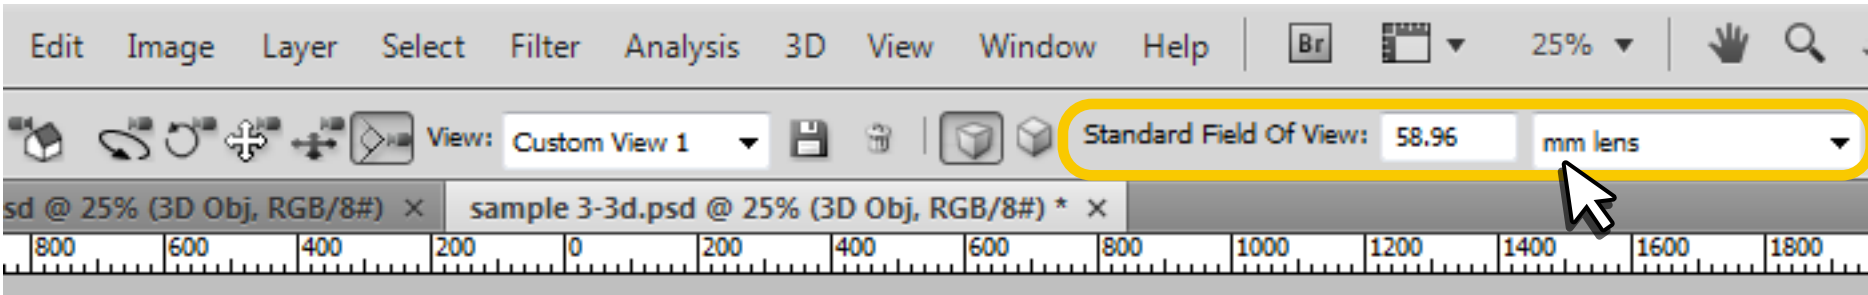 Edit Image Layer Select Filter Analysis 3D View Window Help Br 25%
View: Custom View 1 Standard Field Of View: 58.96 mm lens
sd @ 25% (3D Obj, RGB/8#) × sample 3-3d.psd @ 25% (3D Obj, RGB/8#) * ×
800 600 400 200 0 200 400 600 800 1000 1200 1400 1600 1800